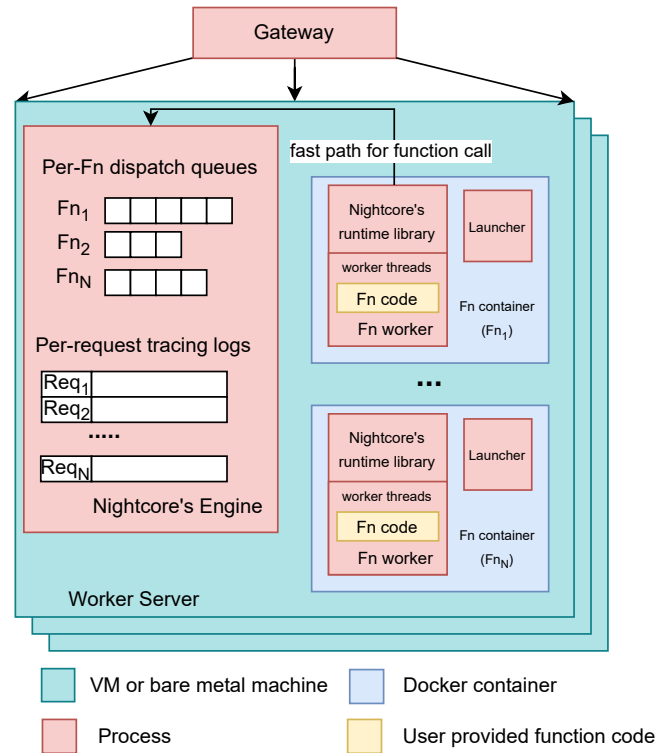 Gateway
fast path for function call
Per-Fn dispatch queues
Fn1
Fn2
FnN
Per-request tracing logs
Req1
Req2
.....
ReqN
Nightcore's Engine
Nightcore's
runtime library
worker threads
Fn code
Fn worker
Launcher
Fn container
(Fn1)
...
Nightcore's
runtime library
worker threads
Fn code
Fn worker
Launcher
Fn container
(FnN)
Worker Server
VM or bare metal machine
Docker container
Process
User provided function code